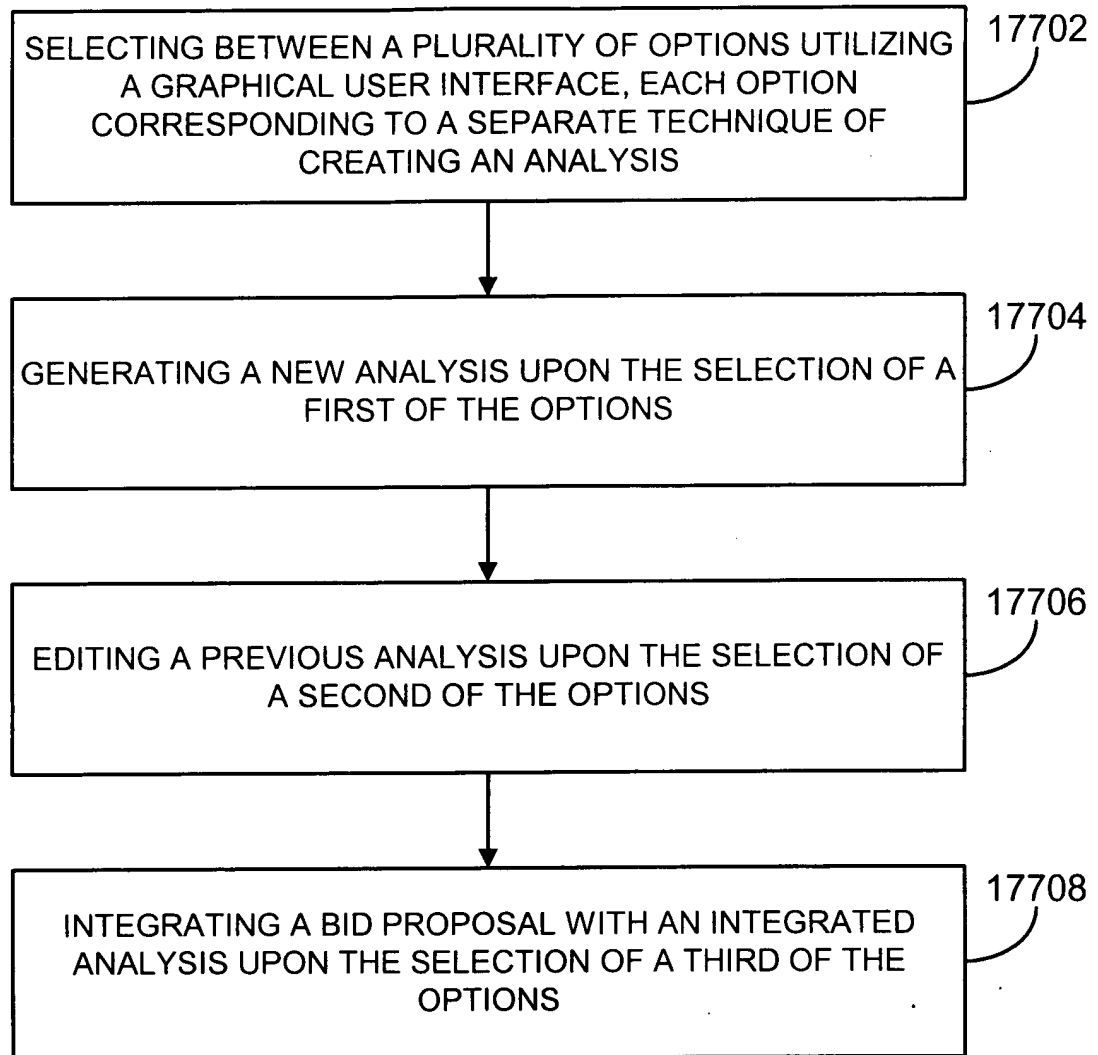 17702
SELECTING BETWEEN A PLURALITY OF OPTIONS UTILIZING
A GRAPHICAL USER INTERFACE, EACH OPTION
CORRESPONDING TO A SEPARATE TECHNIQUE OF
CREATING AN ANALYSIS
17704
GENERATING A NEW ANALYSIS UPON THE SELECTION OF A
FIRST OF THE OPTIONS
17706
EDITING A PREVIOUS ANALYSIS UPON THE SELECTION OF
A SECOND OF THE OPTIONS
17708
INTEGRATING A BID PROPOSAL WITH AN INTEGRATED
ANALYSIS UPON THE SELECTION OF A THIRD OF THE
OPTIONS